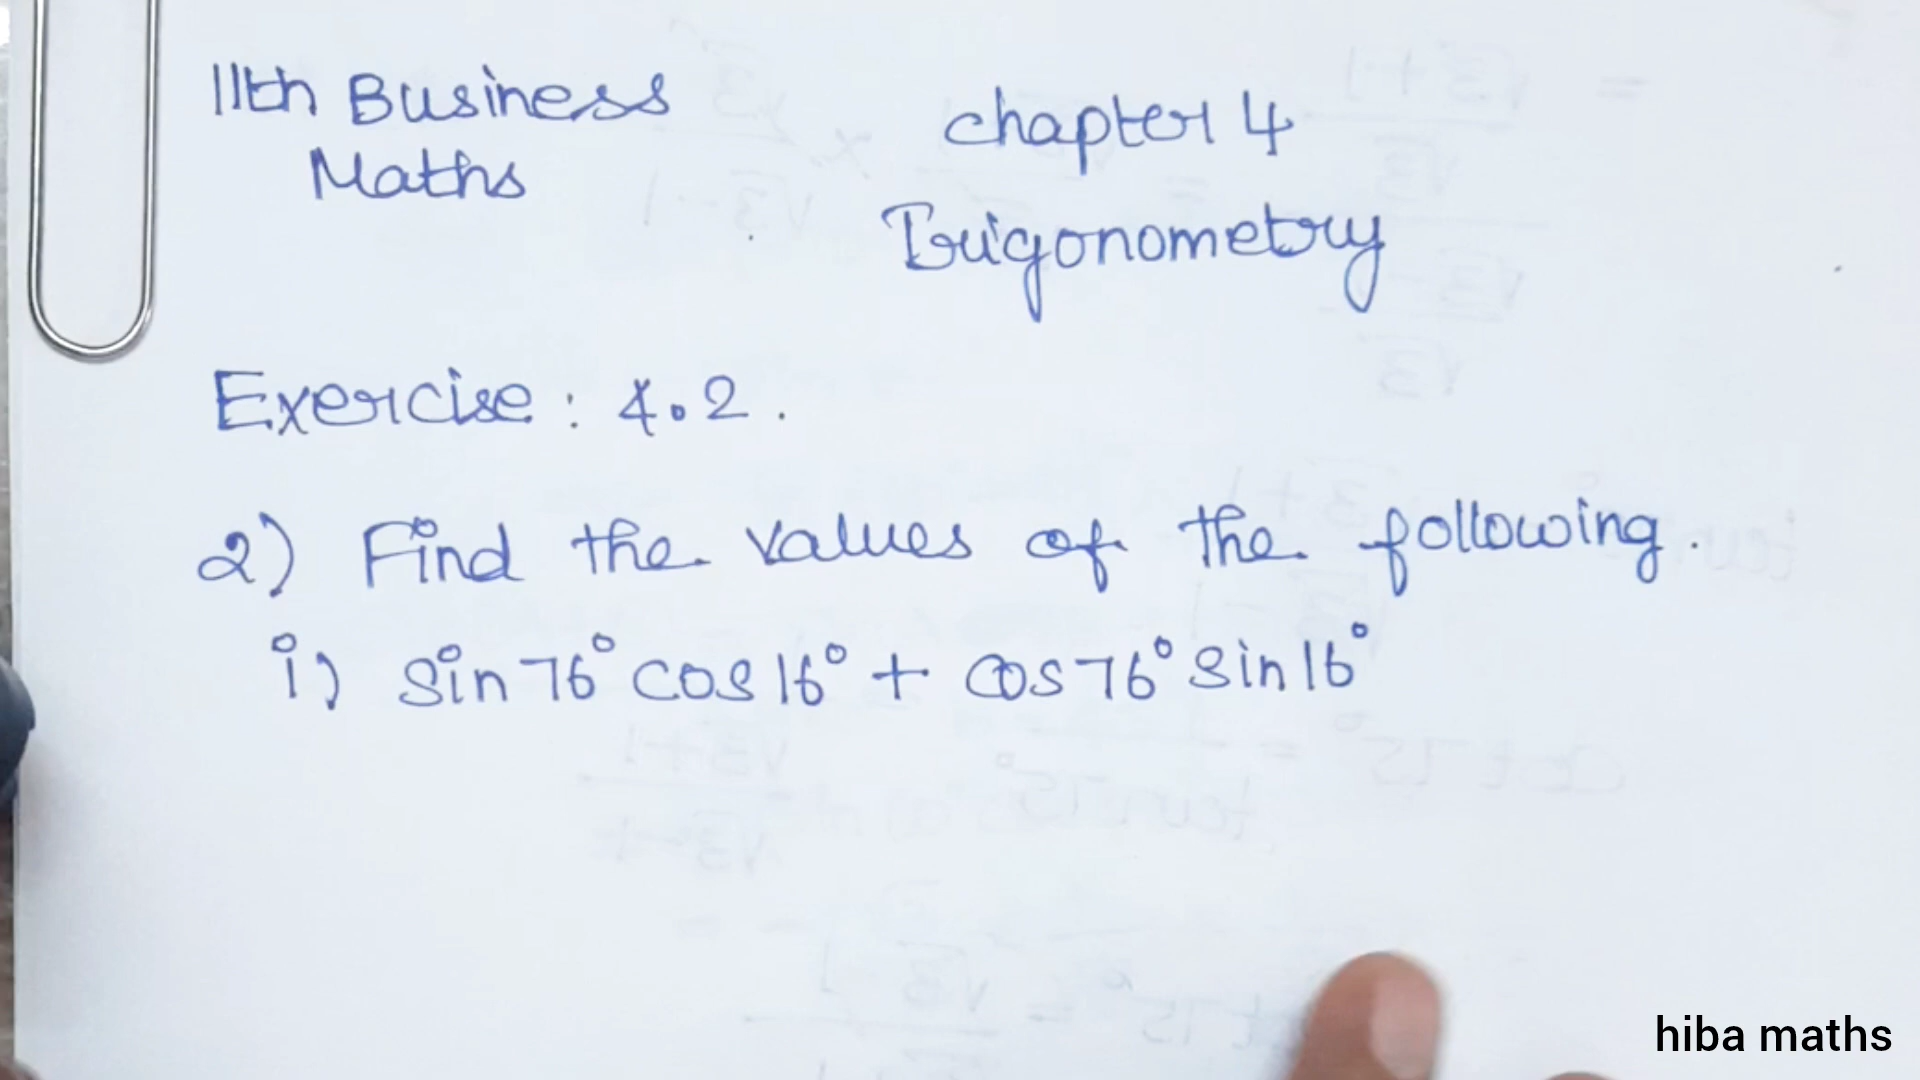 11th Business
Maths
chapter 4
Trigonometry
Exercise : 4.2.
2) Find the values of the following.
i) sin 76° cos 16° + cos 76° sin 16°
hiba maths